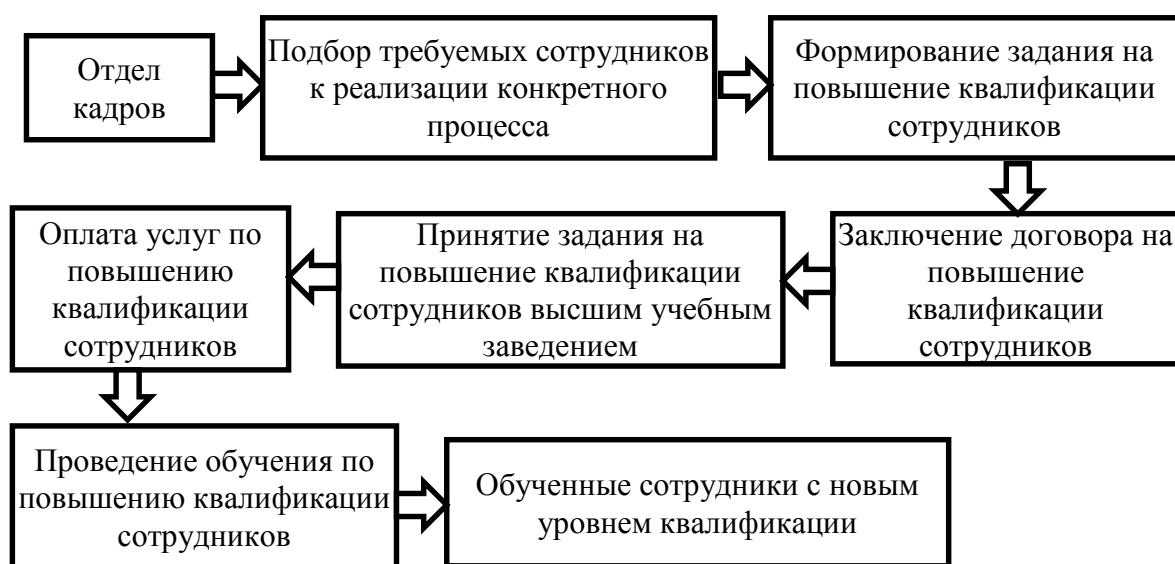 Отдел
кадров
Подбор требуемых сотрудников
к реализации конкретного
процесса
Формирование задания на
повышение квалификации
сотрудников
Заключение договора на
повышение
квалификации
сотрудников
Принятие задания на
повышение квалификации
сотрудников высшим учебным
заведением
Оплата услуг по
повышению
квалификации
сотрудников
Проведение обучения по
повышению квалификации
сотрудников
Обученные сотрудники с новым
уровнем квалификации